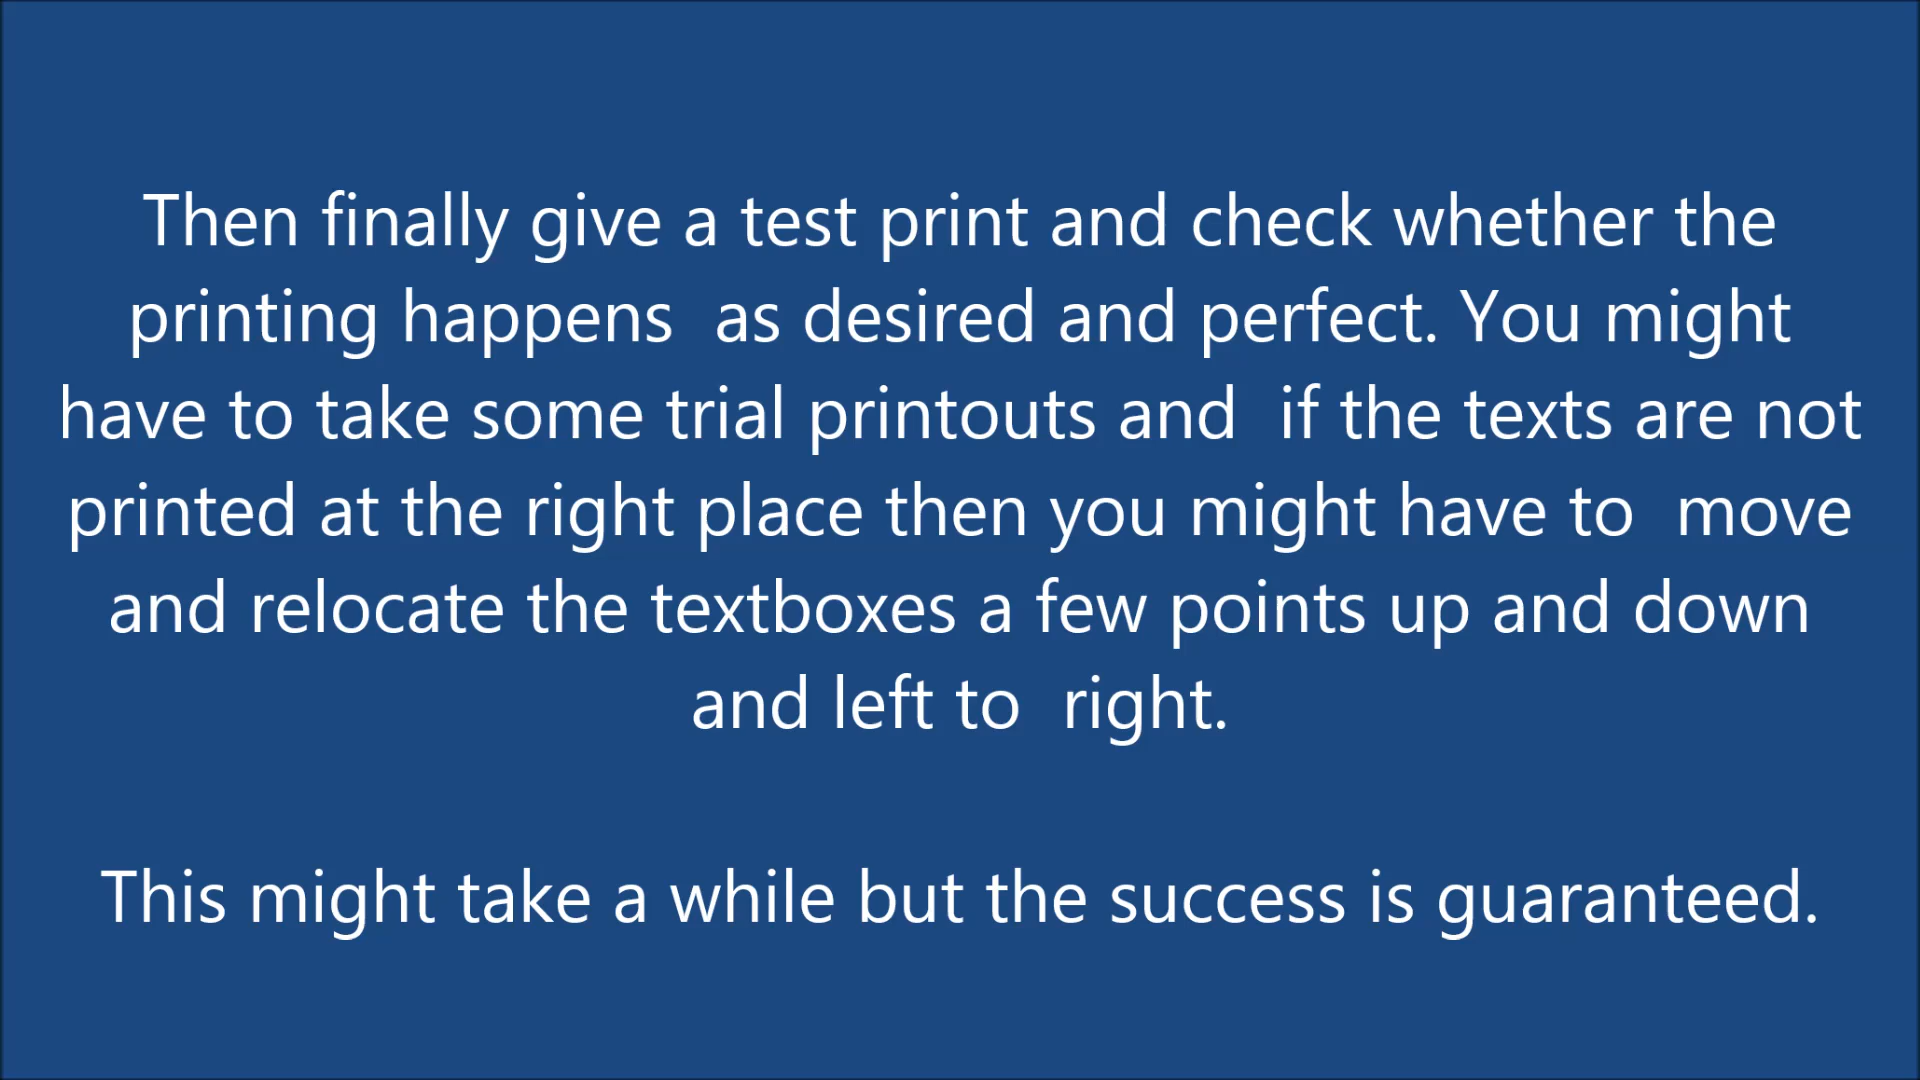 Then finally give a test print and check whether the
printing happens  as desired and perfect. You might
have to take some trial printouts and  if the texts are not
printed at the right place then you might have to  move
and relocate the textboxes a few points up and down
and left to  right.
This might take a while but the success is guaranteed.